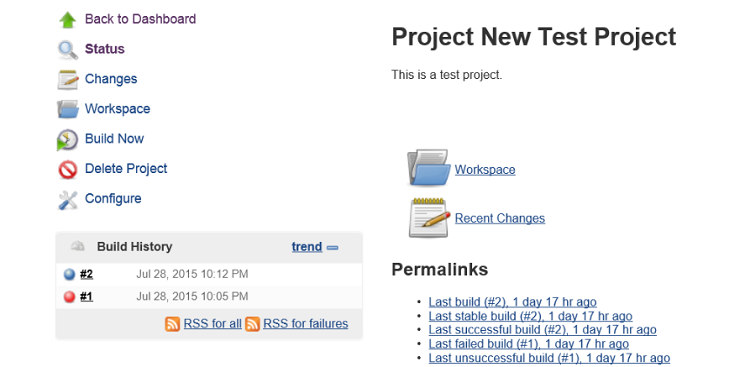 Back to Dashboard
Status
Changes
Workspace
Build Now
Delete Project
Configure
Build History trend
#2 Jul 28, 2015 10:12 PM
#1 Jul 28, 2015 10:05 PM
RSS for all RSS for failures
Project New Test Project
This is a test project.
Workspace
Recent Changes
Permalinks
• Last build (#2), 1 day 17 hr ago
• Last stable build (#2), 1 day 17 hr ago
• Last successful build (#2), 1 day 17 hr ago
• Last failed build (#1), 1 day 17 hr ago
• Last unsuccessful build (#1), 1 day 17 hr ago